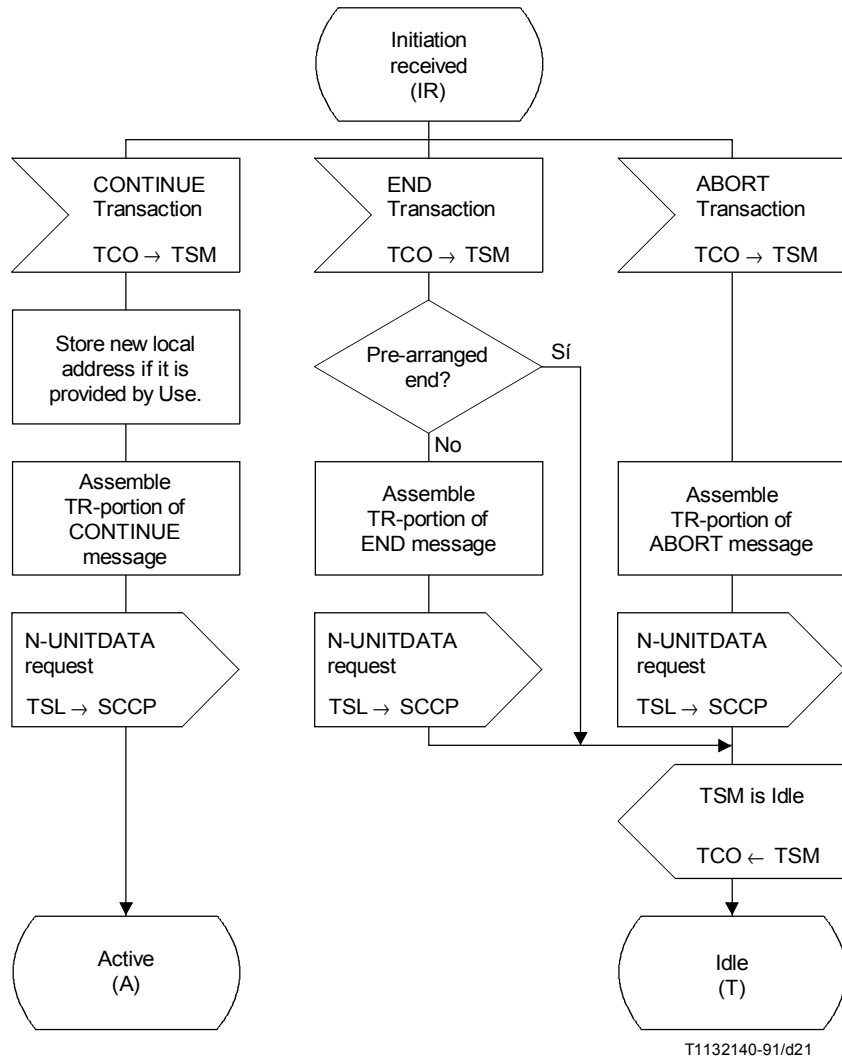 Initiation
received
(IR)
CONTINUE
Transaction
TCO → TSM
END
Transaction
TCO → TSM
ABORT
Transaction
TCO → TSM
Store new local
address if it is
provided by Use.
Pre-arranged
end?
Sí
No
Assemble
TR-portion of
CONTINUE
message
Assemble
TR-portion of
END message
Assemble
TR-portion of
ABORT message
N-UNITDATA
request
TSL → SCCP
N-UNITDATA
request
TSL → SCCP
N-UNITDATA
request
TSL → SCCP
TSM is Idle
TCO ← TSM
Active
(A)
Idle
(T)
T1132140-91/d21